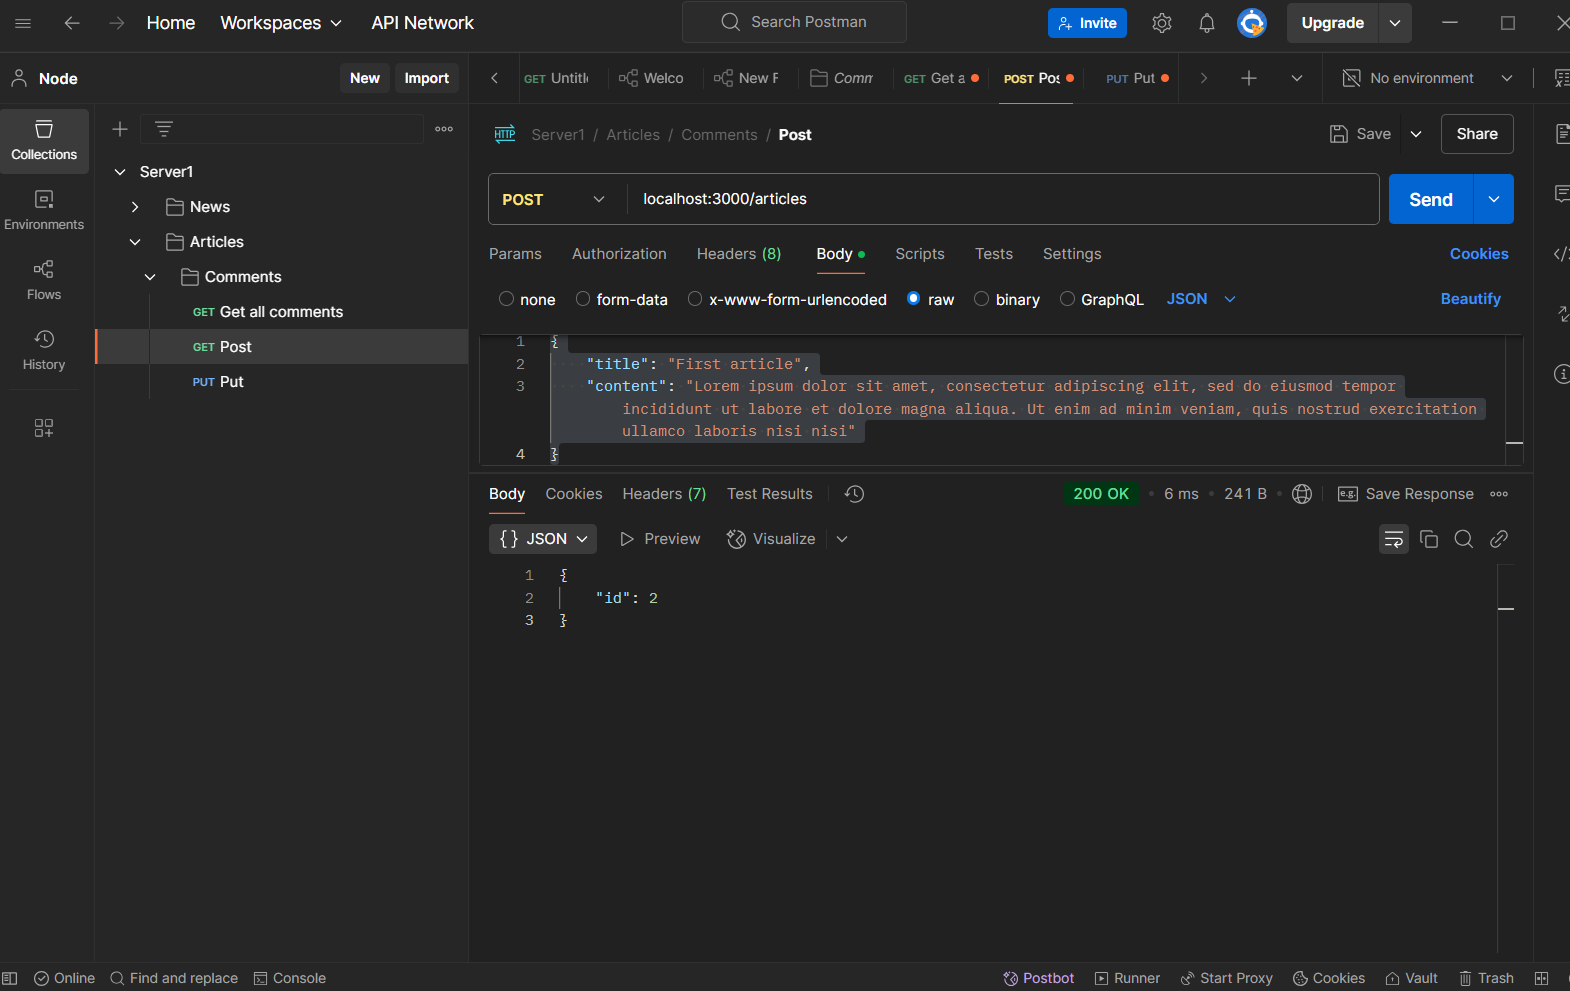 Home Workspaces API Network Search Postman Invite Upgrade
Node New Import
GET Untitl Welco New F Comm GET Get a POST Pos PUT Put No environment
Collections
Environments
Flows
History
Server1
News
Articles
Comments
GET Get all comments
GET Post
PUT Put
HTTP Server1 / Articles / Comments / Post Save Share
POST localhost:3000/articles Send
Params Authorization Headers (8) Body Scripts Tests Settings Cookies
none form-data x-www-form-urlencoded raw binary GraphQL JSON Beautify
1 {
2 "title": "First article",
3 "content": "Lorem ipsum dolor sit amet, consectetur adipiscing elit, sed do eiusmod tempor
incididunt ut labore et dolore magna aliqua. Ut enim ad minim veniam, quis nostrud exercitation
ullamco laboris nisi nisi"
4 }
Body Cookies Headers (7) Test Results 200 OK • 6 ms • 241 B • e.g. Save Response
{} JSON Preview Visualize
1 {
2 "id": 2
3 }
Online Find and replace Console Postbot Runner Start Proxy Cookies Vault Trash